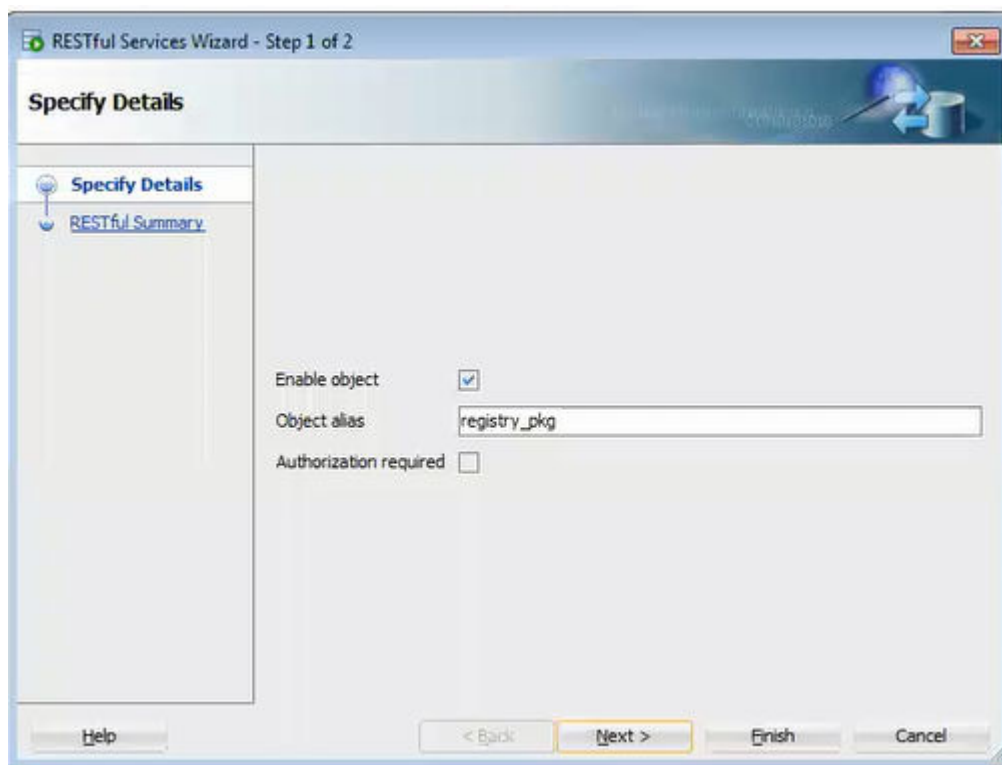 RESTful Services Wizard - Step 1 of 2
Specify Details
Specify Details
RESTful Summary
Enable object
Object alias
registry_pkg
Authorization required
Help
< Back
Next >
Finish
Cancel